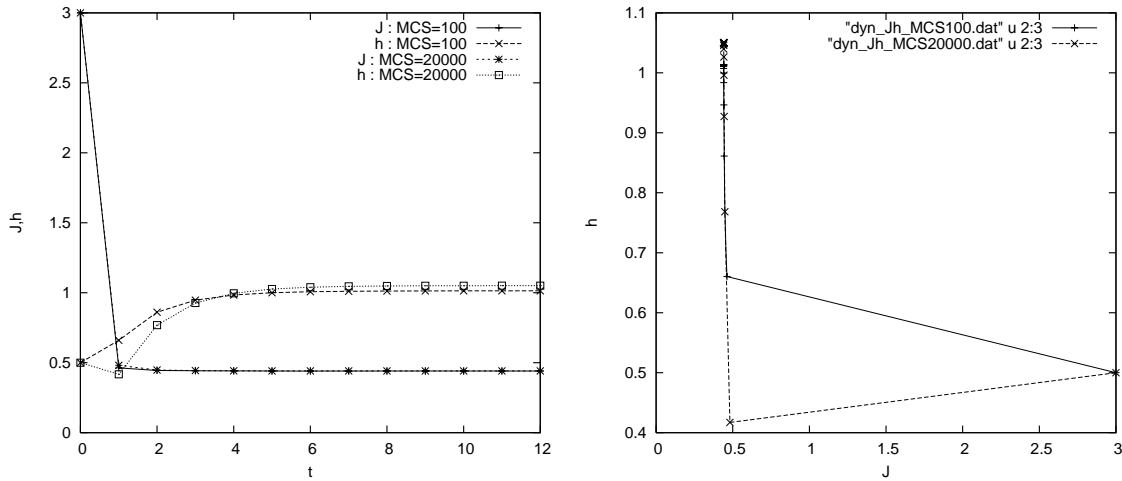 3
2.5
2
1.5
1
0.5
0
0
2
4
6
8
10
12
J,h
t
J : MCS=100
h : MCS=100
J : MCS=20000
h : MCS=20000
1.1
1
0.9
0.8
0.7
0.6
0.5
0.4
0
0.5
1
1.5
2
2.5
3
h
J
"dyn_Jh_MCS100.dat" u 2:3
"dyn_Jh_MCS20000.dat" u 2:3